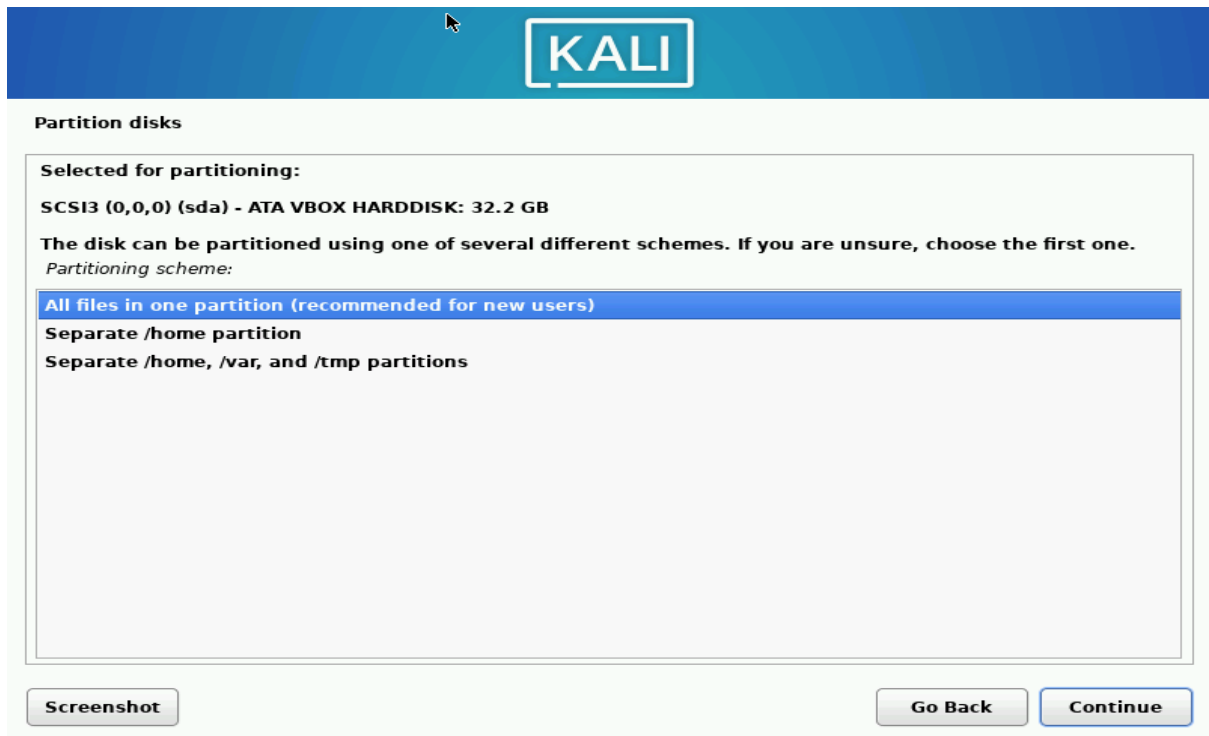 KALI
Partition disks
Selected for partitioning:
SCSI3 (0,0,0) (sda) - ATA VBOX HARDDISK: 32.2 GB
The disk can be partitioned using one of several different schemes. If you are unsure, choose the first one.
Partitioning scheme:
All files in one partition (recommended for new users)
Separate /home partition
Separate /home, /var, and /tmp partitions
Screenshot
Go Back
Continue